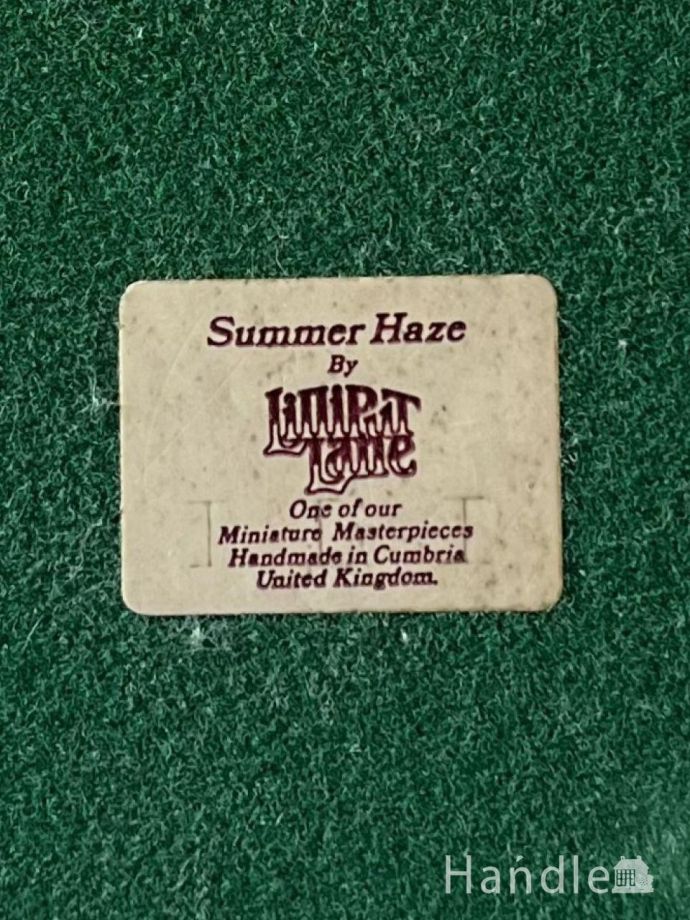 Summer Haze
By
Lilliput
Lane
One of our
Miniature Masterpieces
Handmade in Cumbria
United Kingdom.
Handle